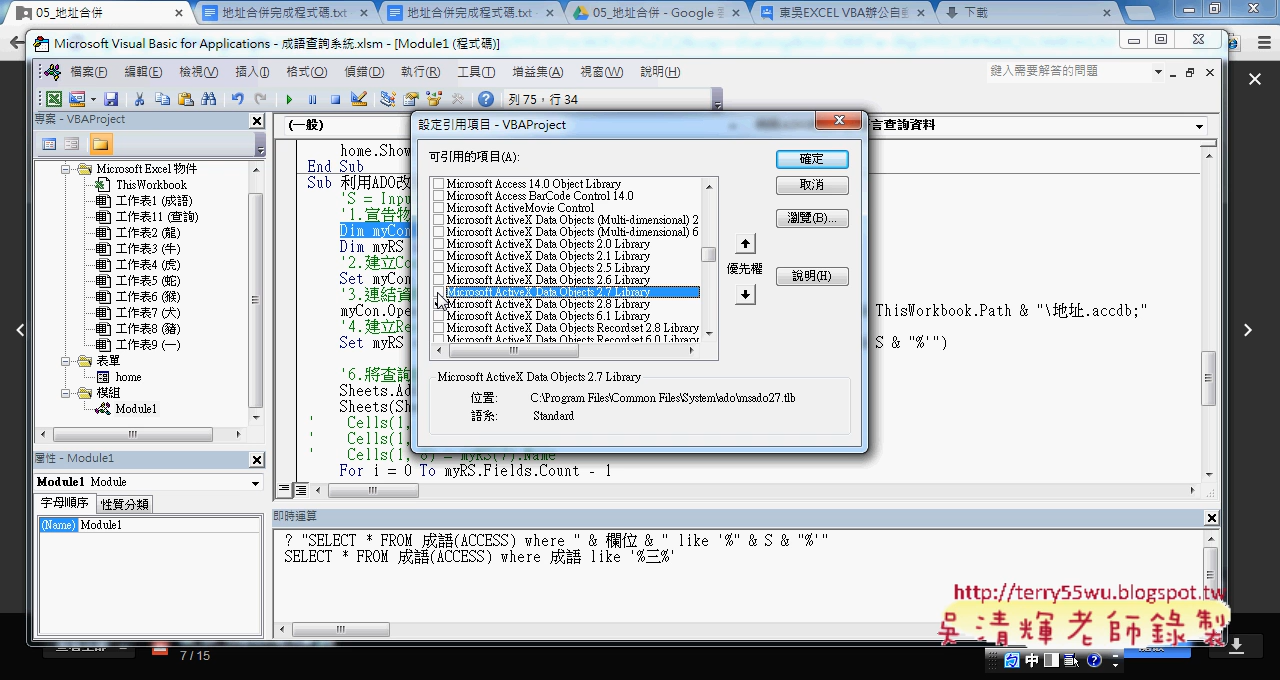 05_地址合併
地址合併完成程式碼.txt
地址合併完成程式碼.txt
05_地址合併 - Google
東吳EXCEL VBA辦公自動
下載
Microsoft Visual Basic for Applications - 成語查詢系統.xlsm - [Module1 (程式碼)]
檔案(F) 編輯(E) 檢視(V) 插入(I) 格式(O) 偵錯(D) 執行(R) 工具(T) 增益集(A) 視窗(W) 說明(H)
鍵入需要解答的問題
列 75，行 34
專案 - VBAProject
Microsoft Excel 物件
ThisWorkbook
工作表1 (成語)
工作表11 (查詢)
工作表2 (龍)
工作表3 (牛)
工作表4 (虎)
工作表5 (蛇)
工作表6 (猴)
工作表7 (犬)
工作表8 (豬)
工作表9 (一)
表單
home
模組
Module1
屬性 - Module1
Module1 Module
字母順序 性質分類
(Name) Module1
(一般)
言查詢資料
home.Show
End Sub
Sub 利用ADO改
'S = Inpu
'1.宣告物
Dim myCon
Dim myRS
'2.建立Co
Set myCon
'3.連結資
myCon.Ope
ThisWorkbook.Path & "\地址.accdb;"
'4.建立Re
Set myRS
S & "%'")
'6.將查詢
Sheets.Ad
Sheets(Sh
' Cells(1,
' Cells(1,
' Cells(1, 6) = myRS(7).Name
For i = 0 To myRS.Fields.Count - 1
設定引用項目 - VBAProject
可引用的項目(A):
Microsoft Access 14.0 Object Library
Microsoft Access BarCode Control 14.0
Microsoft ActiveMovie Control
Microsoft ActiveX Data Objects (Multi-dimensional) 2
Microsoft ActiveX Data Objects (Multi-dimensional) 6
Microsoft ActiveX Data Objects 2.0 Library
Microsoft ActiveX Data Objects 2.1 Library
Microsoft ActiveX Data Objects 2.5 Library
Microsoft ActiveX Data Objects 2.6 Library
Microsoft ActiveX Data Objects 2.7 Library
Microsoft ActiveX Data Objects 2.8 Library
Microsoft ActiveX Data Objects 6.1 Library
Microsoft ActiveX Data Objects Recordset 2.8 Library
Microsoft ActiveX Data Objects Recordset 6.0 Library
確定
取消
瀏覽(B)...
優先權
說明(H)
Microsoft ActiveX Data Objects 2.7 Library
位置: C:\Program Files\Common Files\System\ado\msado27.tlb
語系: Standard
即時運算
? "SELECT * FROM 成語(ACCESS) where " & 欄位 & " like '%" & S & "%'"
SELECT * FROM 成語(ACCESS) where 成語 like '%三%'
http://terry55wu.blogspot.tw
吳清輝老師錄製
7 / 15
中